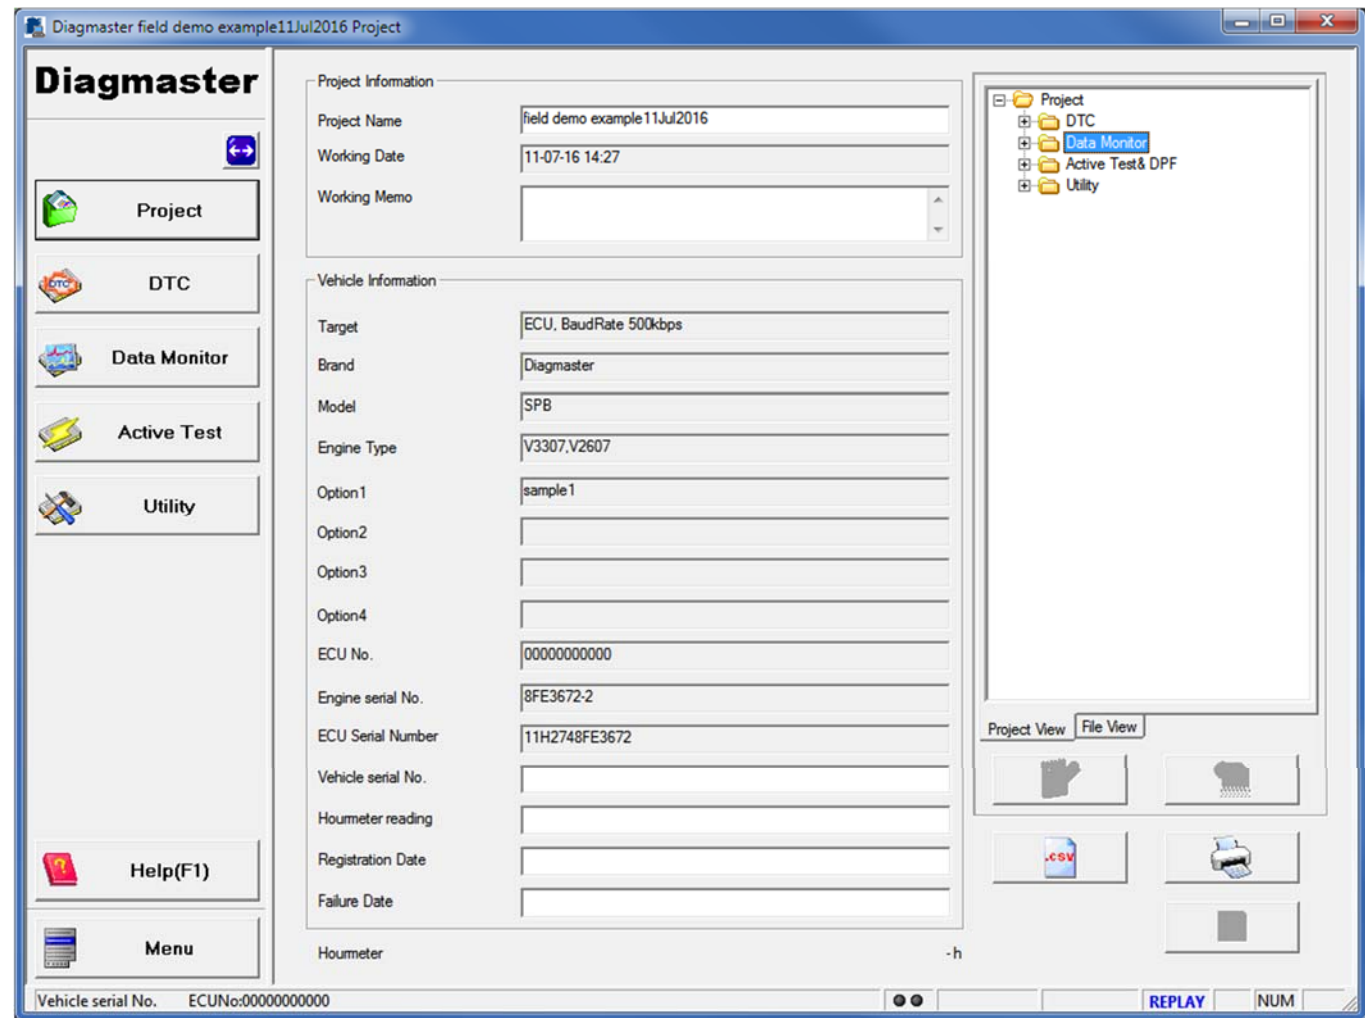 Diagmaster field demo example11Jul2016 Project
Diagmaster
Project
DTC
DTC
Data Monitor
Active Test
Utility
Help(F1)
Menu
Project Information
Project Name
field demo example11Jul2016
Working Date
11-07-16 14:27
Working Memo
Vehicle Information
Target
ECU, BaudRate 500kbps
Brand
Diagmaster
Model
SPB
Engine Type
V3307,V2607
Option1
sample1
Option2
Option3
Option4
ECU No.
00000000000
Engine serial No.
8FE3672-2
ECU Serial Number
11H2748FE3672
Vehicle serial No.
Hourmeter reading
Registration Date
Failure Date
Hourmeter
-h
Project
DTC
Data Monitor
Active Test& DPF
Utility
Project View
File View
.csv
Vehicle serial No.
ECUNo:00000000000
REPLAY
NUM